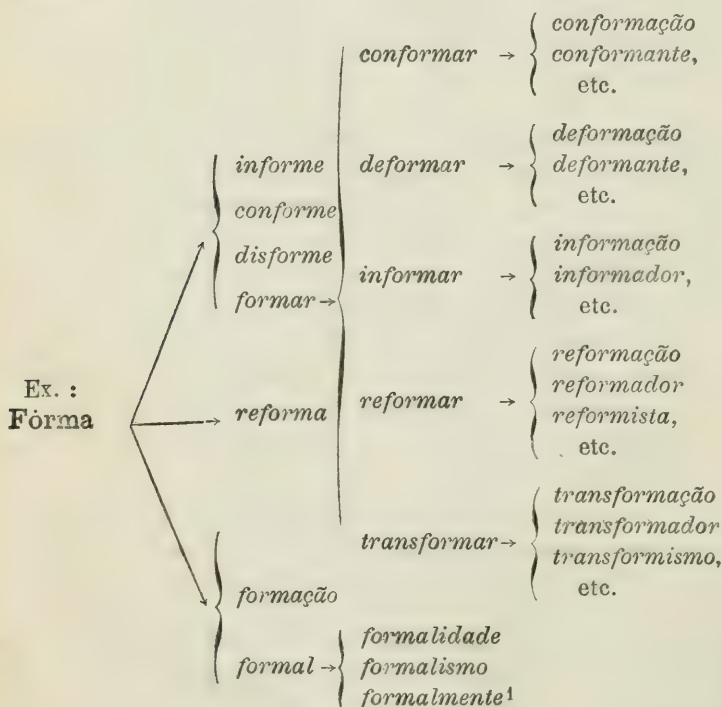 conformação
conformar → conformante,
etc.
deformação
informe deformar → deformante,
conforme etc.
disforme informação
formar → informar → informador,
etc.
Ex. : reformação
Fórma reforma reformar → reformador
reformista,
etc.
transformação
transformar → transformador
transformismo,
formação etc.
formalidade
formal → formalismo
formalmente¹